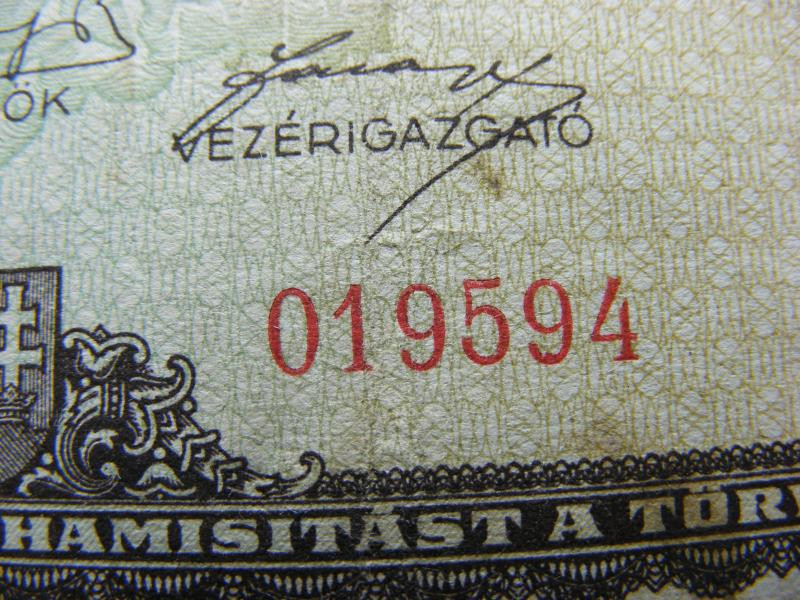 ÖK
VEZÉRIGAZGATÓ
019594
HAMISITÁST A TÖR